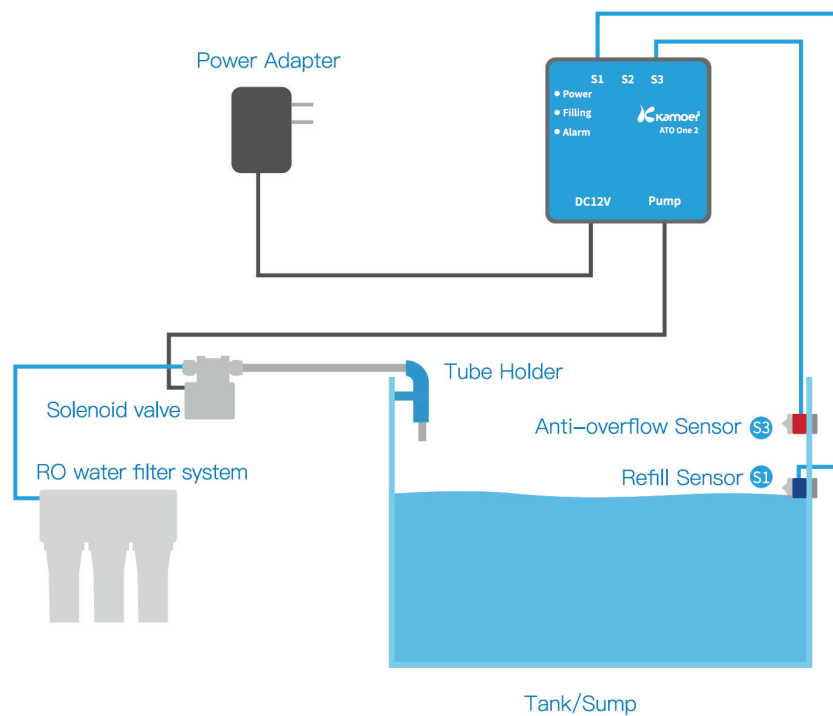 Power Adapter
S1 S2 S3
Power
Filling
Alarm
Kamoer
ATO One 2
DC12V Pump
Tube Holder
Solenoid valve
Anti-overflow Sensor S3
RO water filter system
Refill Sensor S1
Tank/Sump